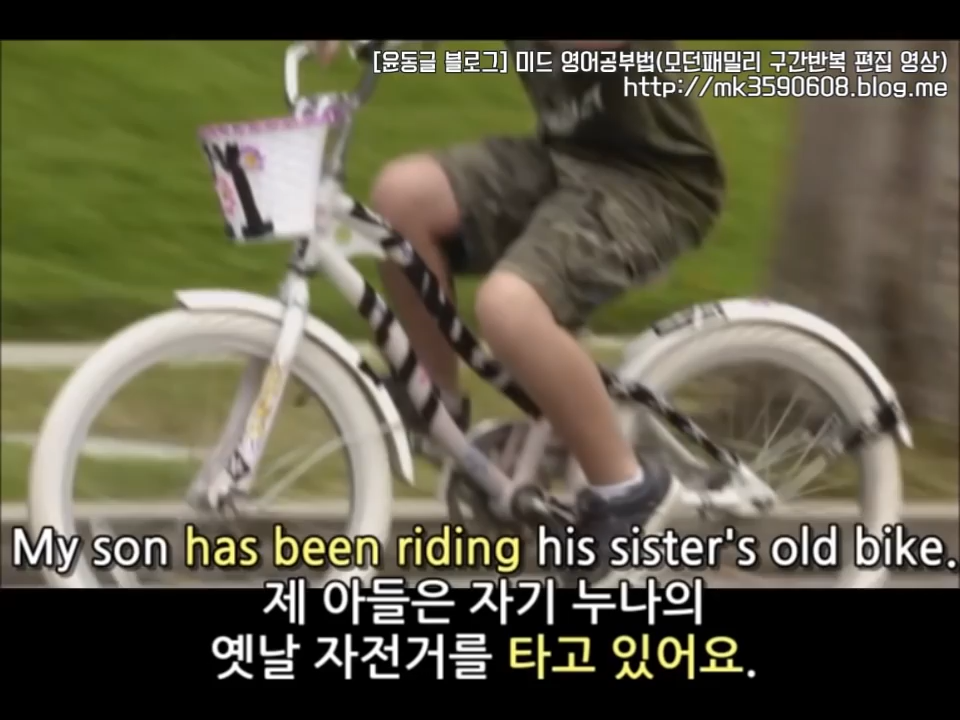 [윤동글 블로그] 미드 영어공부법(모던패밀리 구간반복 편집 영상)
http://mk3590608.blog.me
My son has been riding his sister's old bike.
제 아들은 자기 누나의
옛날 자전거를 타고 있어요.